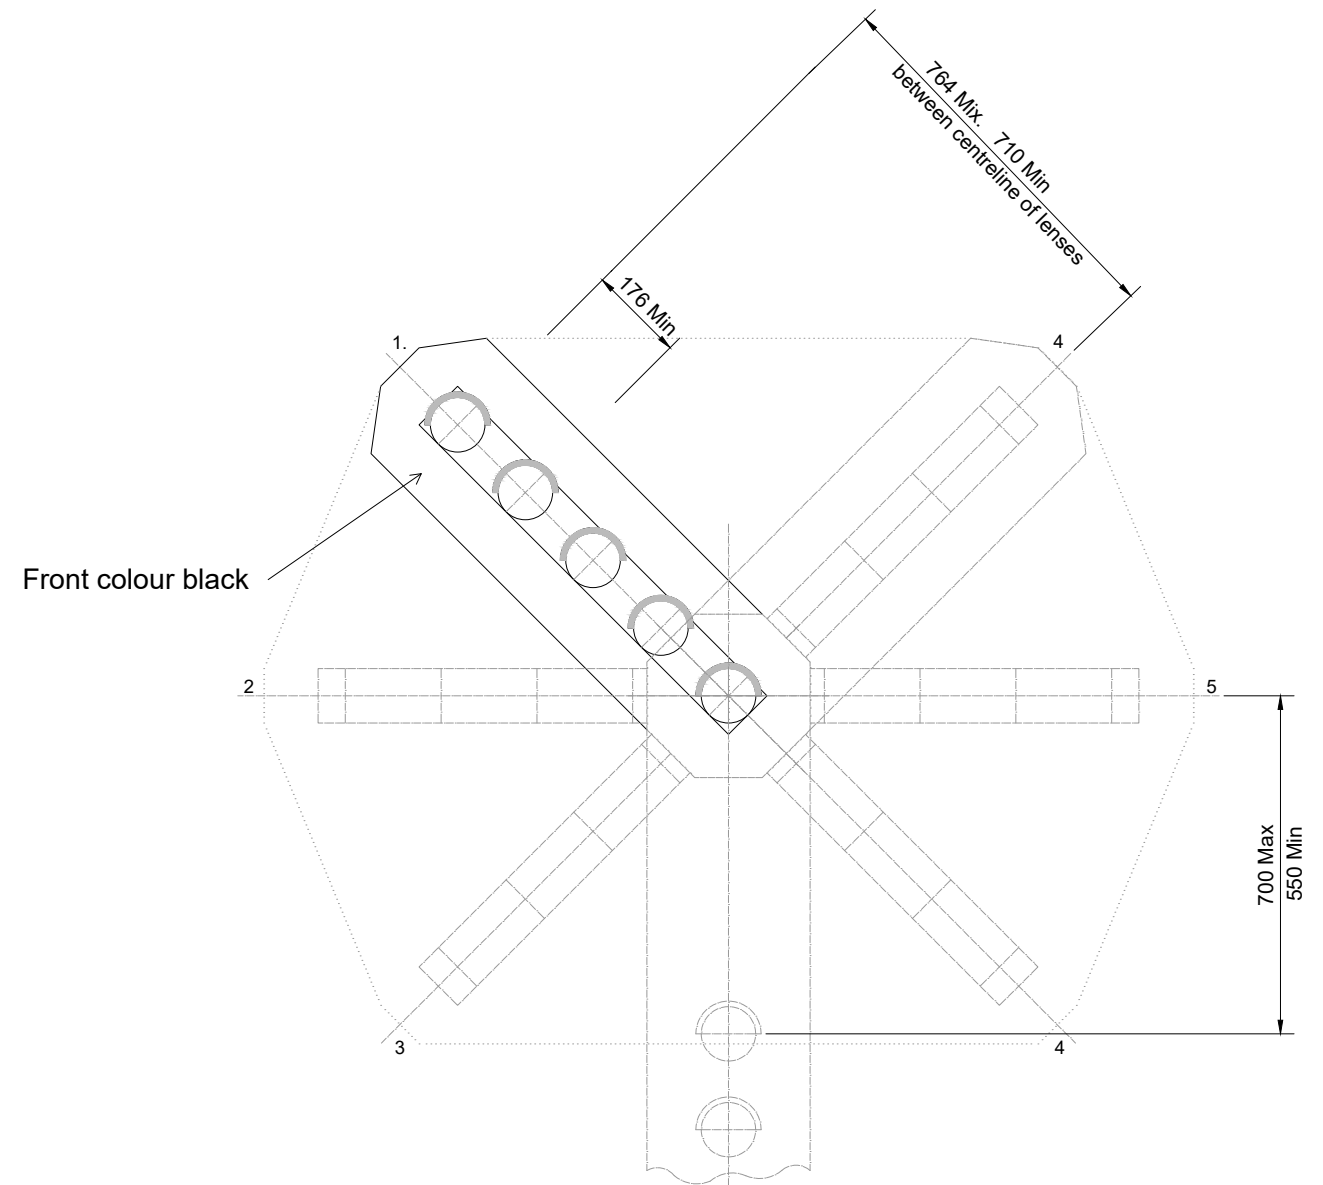 764 Mix. 710 Min
between centreline of lenses
176 Min
1.
4
Front colour black
2
5
700 Max
550 Min
3
4